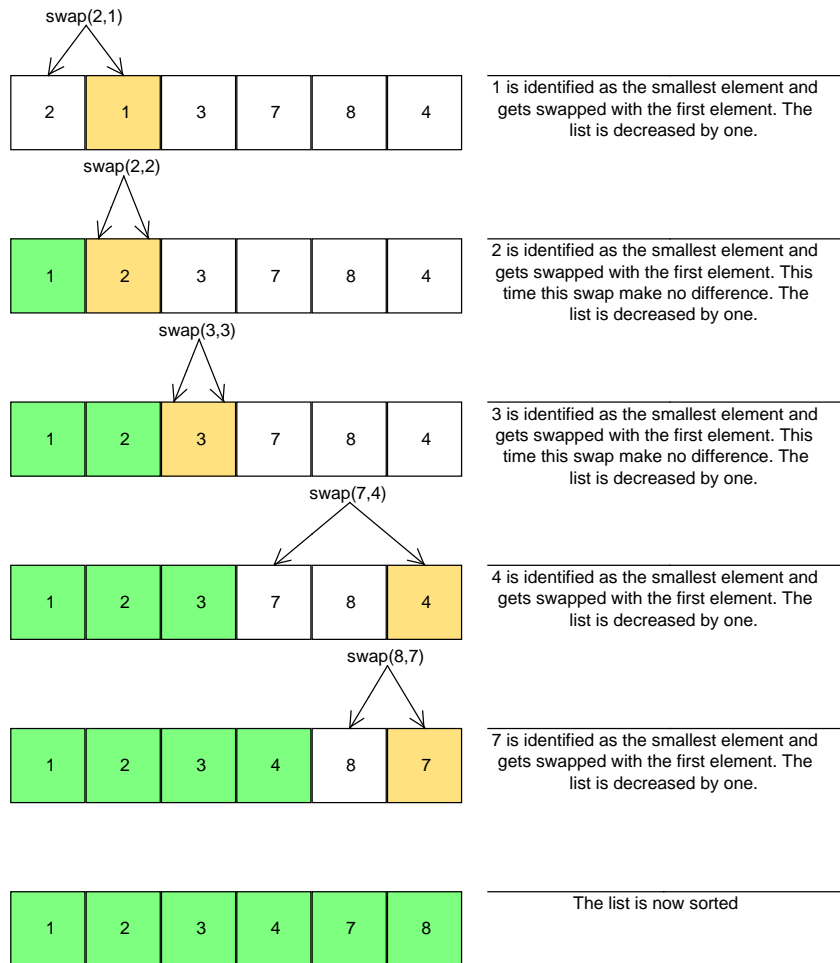 swap(2,1)
2 1 3 7 8 4
1 is identified as the smallest element and
gets swapped with the first element. The
list is decreased by one.
swap(2,2)
1 2 3 7 8 4
2 is identified as the smallest element and
gets swapped with the first element. This
time this swap make no difference. The
list is decreased by one.
swap(3,3)
1 2 3 7 8 4
3 is identified as the smallest element and
gets swapped with the first element. This
time this swap make no difference. The
list is decreased by one.
swap(7,4)
1 2 3 7 8 4
4 is identified as the smallest element and
gets swapped with the first element. The
list is decreased by one.
swap(8,7)
1 2 3 4 8 7
7 is identified as the smallest element and
gets swapped with the first element. The
list is decreased by one.
1 2 3 4 7 8
The list is now sorted